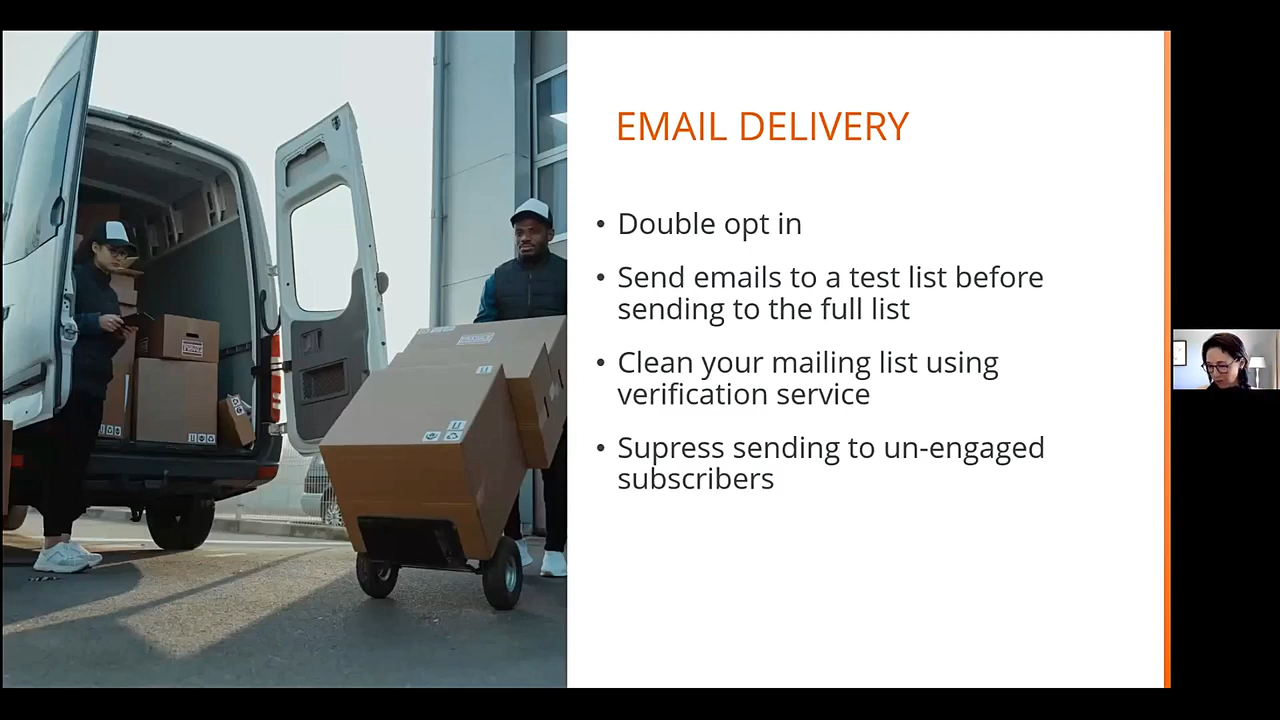 EMAIL DELIVERY
• Double opt in
• Send emails to a test list before
sending to the full list
• Clean your mailing list using
verification service
• Supress sending to un-engaged
subscribers